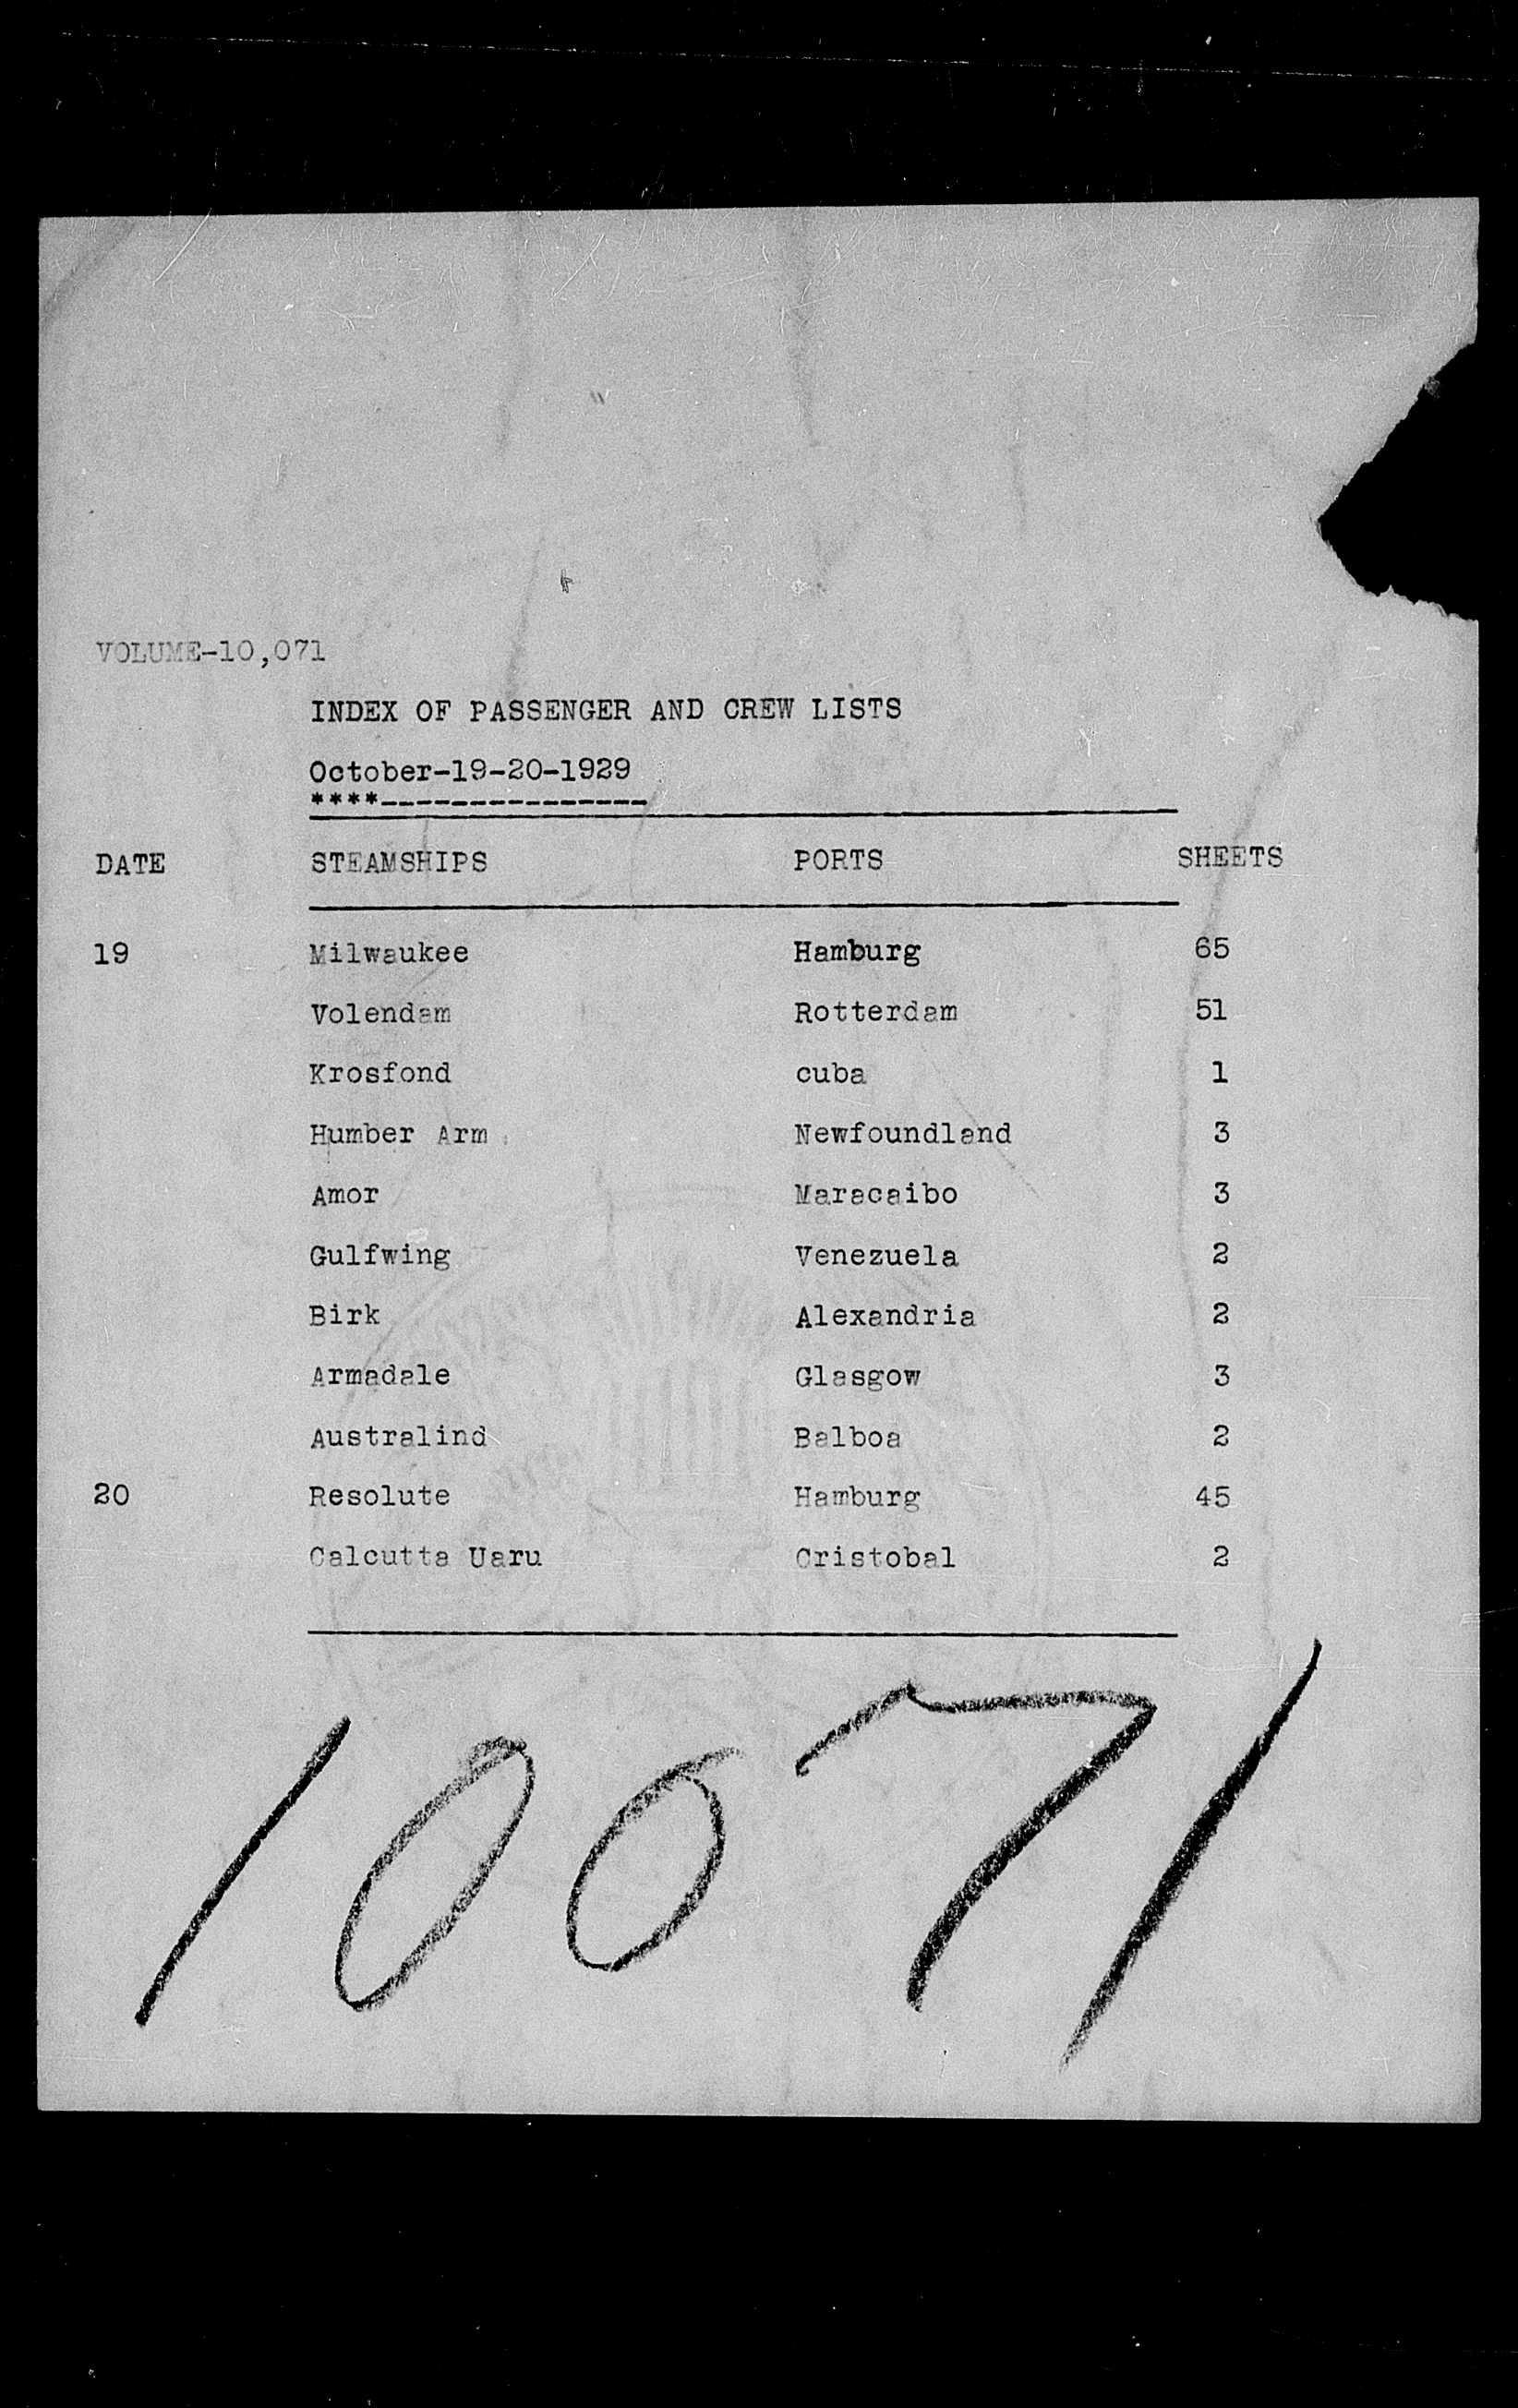 VOLUME-10,071
INDEX OF PASSENGER AND CREW LISTS
October-19-20-1929
****---------------
DATE STEAMSHIPS PORTS SHEETS
19 Milwaukee Hamburg 65
Volendam Rotterdam 51
Krosfond cuba 1
Humber Arm Newfoundland 3
Amor Maracaibo 3
Gulfwing Venezuela 2
Birk Alexandria 2
Armadale Glasgow 3
Australind Balboa 2
20 Resolute Hamburg 45
Calcutta Uaru Cristobal 2
10071